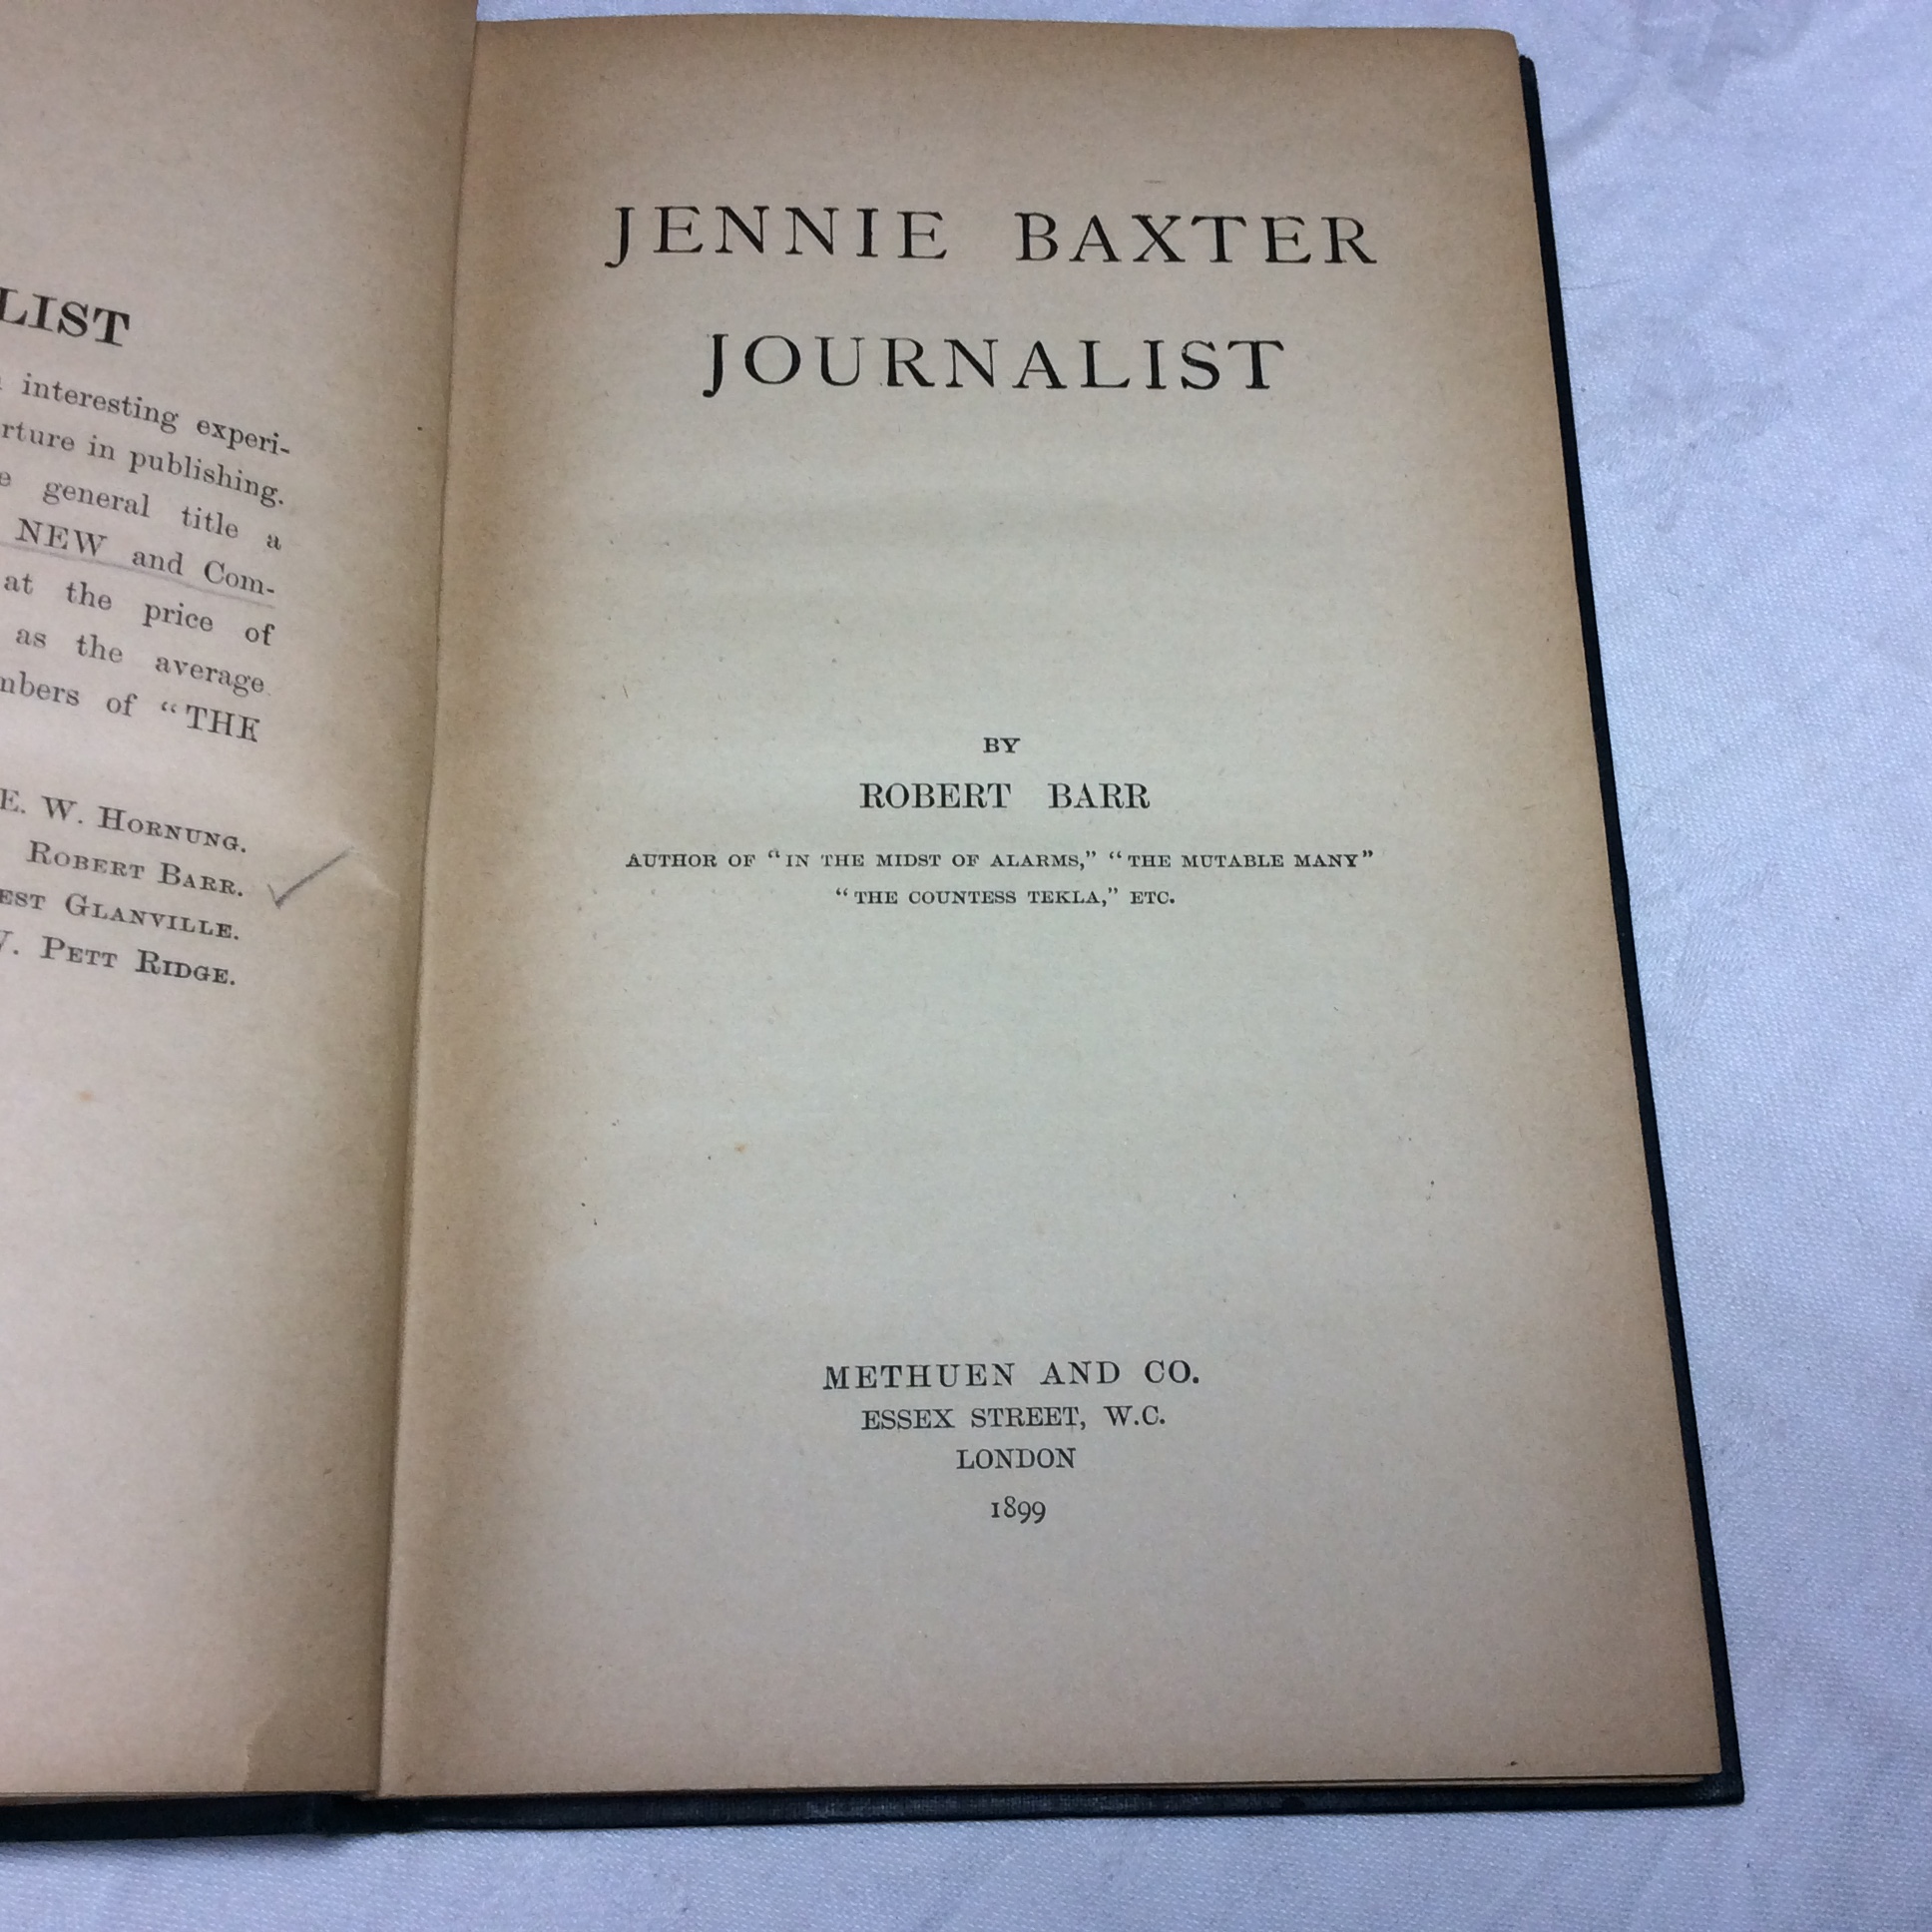 LIST
interesting experi-
rture in publishing.
e general title a
NEW and Com-
at the price of
as the average
mbers of "THE
E. W. HORNUNG.
ROBERT BARR.
EST GLANVILLE.
W. PETT RIDGE.
JENNIE BAXTER
JOURNALIST
BY
ROBERT BARR
AUTHOR OF "IN THE MIDST OF ALARMS," "THE MUTABLE MANY"
"THE COUNTESS TEKLA," ETC.
METHUEN AND CO.
ESSEX STREET, W.C.
LONDON
1899